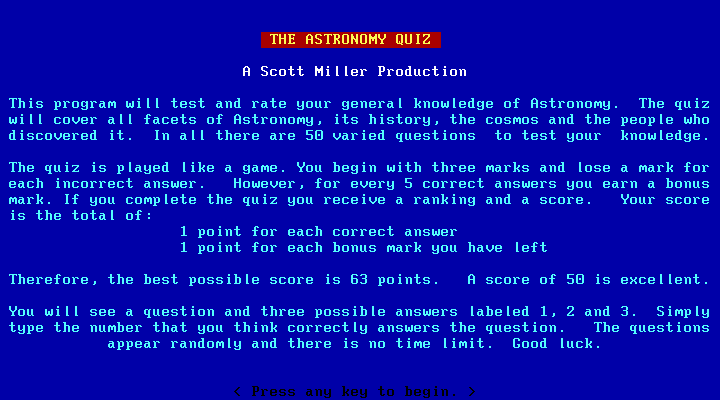 THE ASTRONOMY QUIZ
A Scott Miller Production
This program will test and rate your general knowledge of Astronomy.  The quiz
will cover all facets of Astronomy, its history, the cosmos and the people who
discovered it.  In all there are 50 varied questions  to test your  knowledge.
The quiz is played like a game. You begin with three marks and lose a mark for
each incorrect answer.   However, for every 5 correct answers you earn a bonus
mark. If you complete the quiz you receive a ranking and a score.   Your score
is the total of:
1 point for each correct answer
1 point for each bonus mark you have left
Therefore, the best possible score is 63 points.   A score of 50 is excellent.
You will see a question and three possible answers labeled 1, 2 and 3.  Simply
type the number that you think correctly answers the question.   The questions
appear randomly and there is no time limit.  Good luck.
< Press any key to begin. >